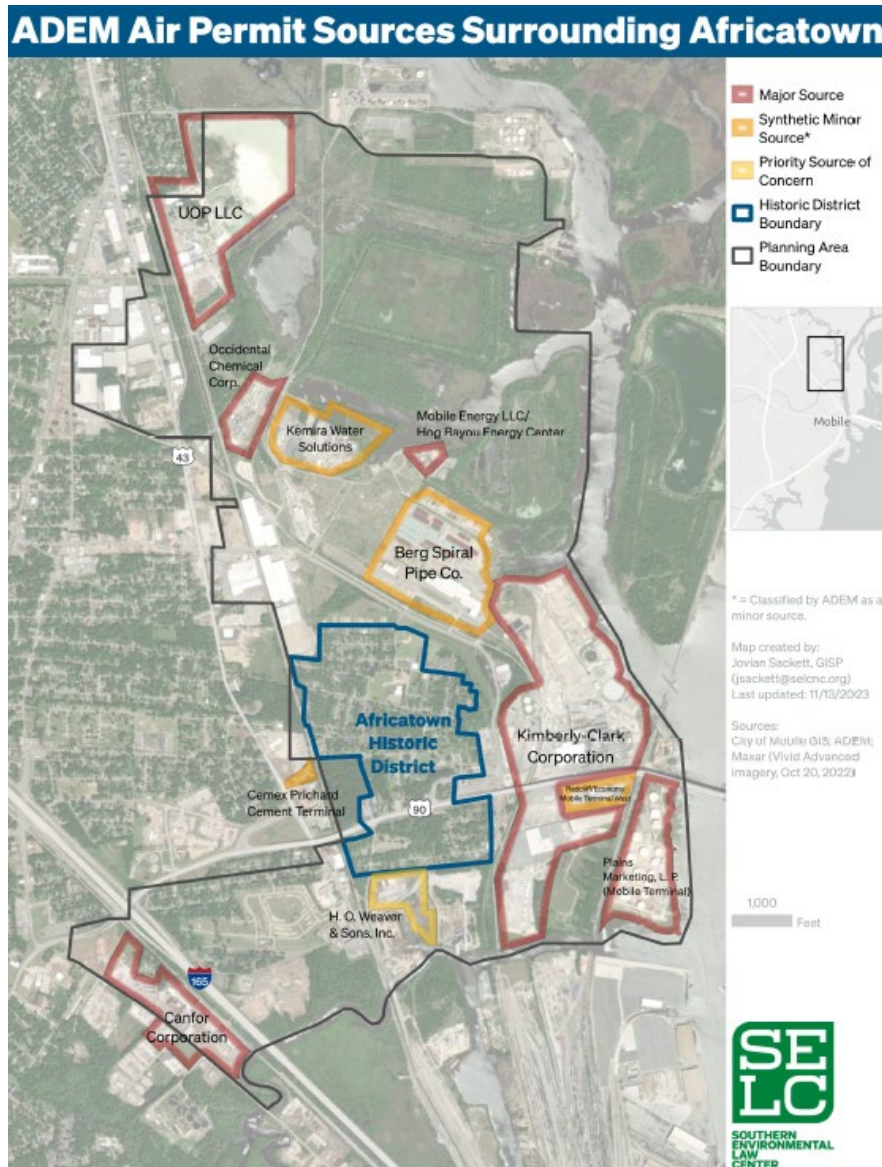 ADEM Air Permit Sources Surrounding Africatown
Major Source
Synthetic Minor
Source*
Priority Source of
Concern
Historic District
Boundary
Planning Area
Boundary
UOP LLC
Occidental
Chemical
Corp.
Kemira Water
Solutions
Mobile Energy LLC/
Hog Bayou Energy Center
43
Berg Spiral
Pipe Co.
Mobile
Africatown
Historic
District
Kimberly-Clark
Corporation
Cemex Prichard
Cement Terminal
90
Mobile Terminal West
Plains
Marketing, L. P.
(Mobile Terminal)
H. O. Weaver
& Sons, Inc.
165
Canfor
Corporation
* = Classified by ADEM as a
minor source.
Map created by:
Jovian Sackett, GISP
(jsackett@selcnc.org)
Last updated: 11/13/2023
Sources:
City of Mobile GIS; ADEM;
Maxar (Vivid Advanced
Imagery, Oct 20, 2022)
1,000
Feet
SE
LC
SOUTHERN
ENVIRONMENTAL
LAW
CENTER